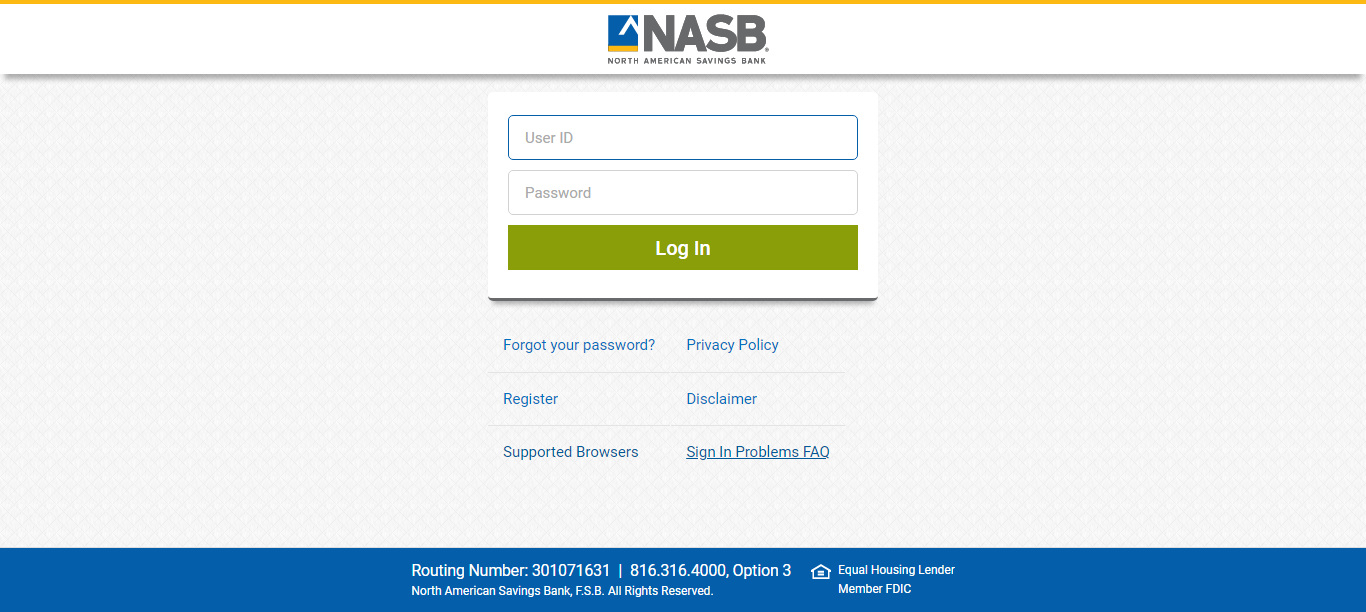 NASB®
NORTH AMERICAN SAVINGS BANK
User ID
Password
Log In
Forgot your password? Privacy Policy
Register Disclaimer
Supported Browsers Sign In Problems FAQ
Routing Number: 301071631 | 816.316.4000, Option 3
North American Savings Bank, F.S.B. All Rights Reserved.
Equal Housing Lender
Member FDIC